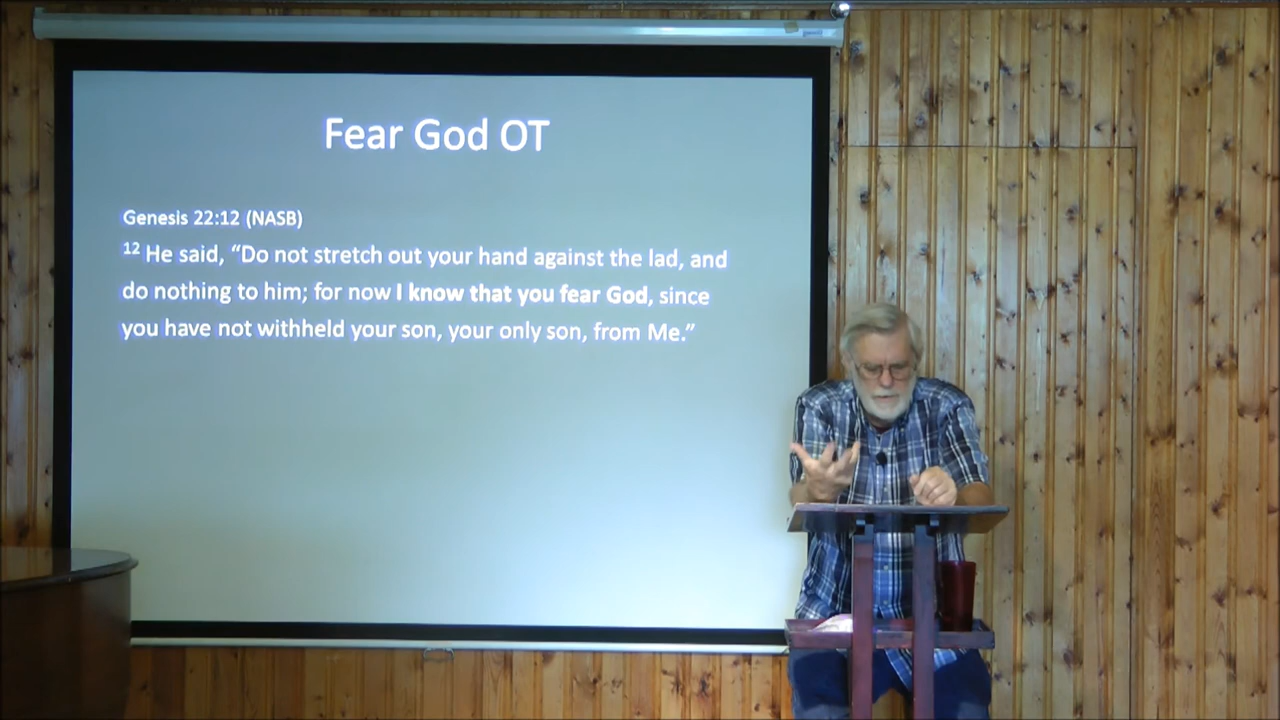 Fear God OT
Genesis 22:12 (NASB)
12 He said, “Do not stretch out your hand against the lad, and
do nothing to him; for now I know that you fear God, since
you have not withheld your son, your only son, from Me.”